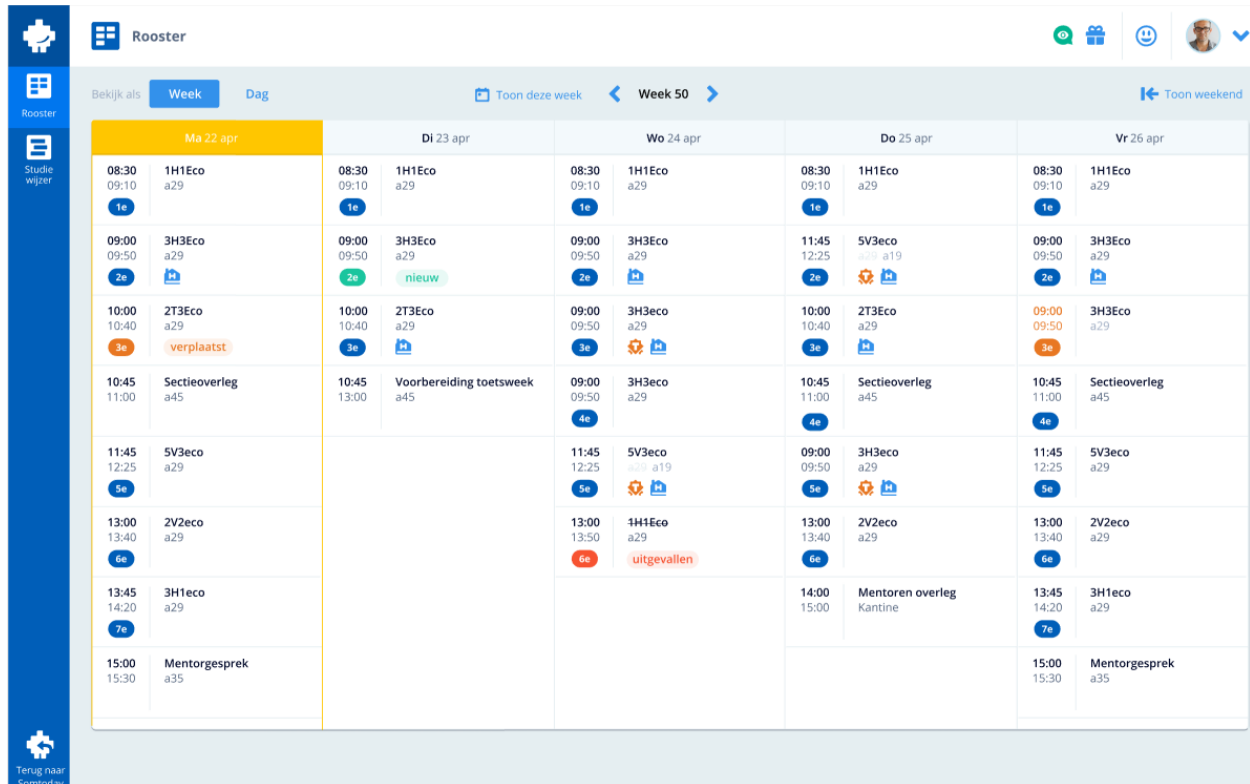 Rooster
Rooster
Studie
wijzer
Terug naar
Somtoday
Bekijk als Week Dag
Toon deze week Week 50
Toon weekend
Ma 22 apr
08:30 1H1Eco
09:10 a29
1e
09:00 3H3Eco
09:50 a29
2e H
10:00 2T3Eco
10:40 a29
3e verplaatst
10:45 Sectieoverleg
11:00 a45
11:45 5V3eco
12:25 a29
5e
13:00 2V2eco
13:40 a29
6e
13:45 3H1eco
14:20 a29
7e
15:00 Mentorgesprek
15:30 a35
Di 23 apr
08:30 1H1Eco
09:10 a29
1e
09:00 3H3Eco
09:50 a29
2e nieuw
10:00 2T3Eco
10:40 a29
3e H
10:45 Voorbereiding toetsweek
13:00 a45
Wo 24 apr
08:30 1H1Eco
09:10 a29
1e
09:00 3H3Eco
09:50 a29
2e H
09:00 3H3eco
09:50 a29
3e T H
09:00 3H3eco
09:50 a29
4e
11:45 5V3eco
12:25 a29 a19
5e T H
13:00 1H1Eco
13:50 a29
6e uitgevallen
Do 25 apr
08:30 1H1Eco
09:10 a29
1e
11:45 5V3eco
12:25 a29 a19
2e T H
10:00 2T3Eco
10:40 a29
3e H
10:45 Sectieoverleg
11:00 a45
4e
09:00 3H3eco
09:50 a29
5e T H
13:00 2V2eco
13:40 a29
6e
14:00 Mentoren overleg
15:00 Kantine
Vr 26 apr
08:30 1H1Eco
09:10 a29
1e
09:00 3H3Eco
09:50 a29
2e H
09:00 3H3Eco
09:50 a29
3e
10:45 Sectieoverleg
11:00 a45
4e
11:45 5V3eco
12:25 a29
5e
13:00 2V2eco
13:40 a29
6e
13:45 3H1eco
14:20 a29
7e
15:00 Mentorgesprek
15:30 a35